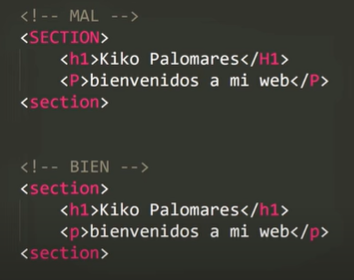 <!-- MAL -->
<SECTION>
<h1>Kiko Palomares</H1>
<P>bienvenidos a mi web</P>
<section>
<!-- BIEN -->
<section>
<h1>Kiko Palomares</h1>
<p>bienvenidos a mi web</p>
<section>